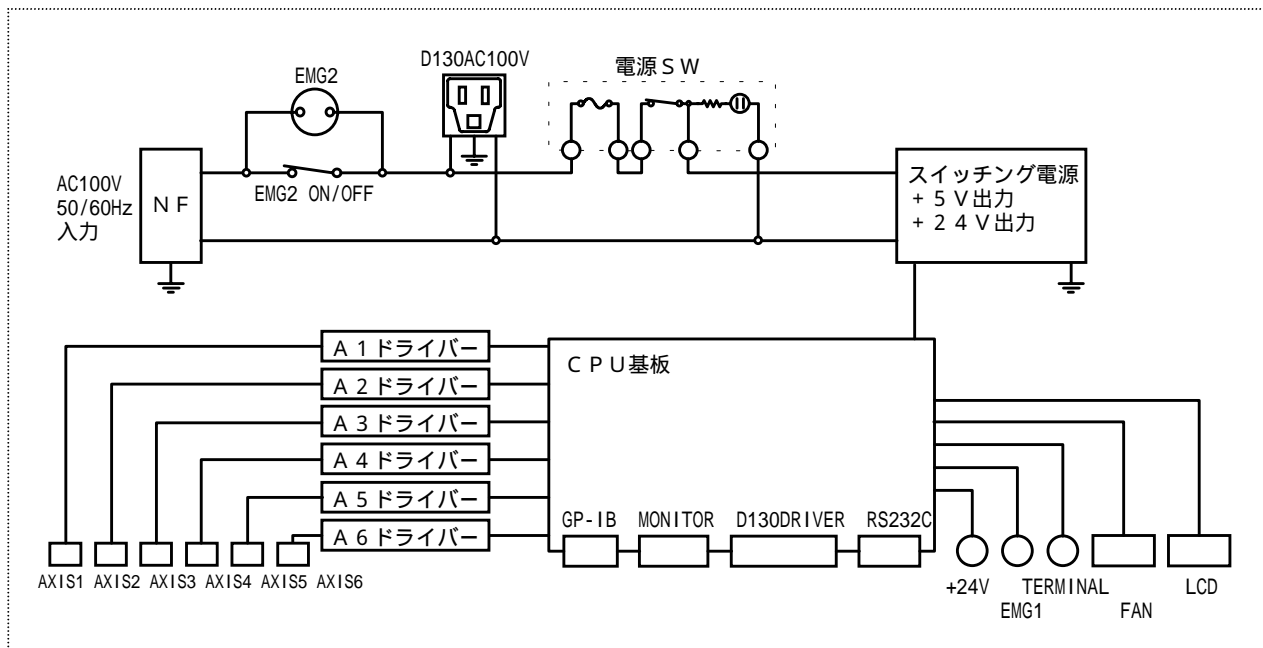 D130AC100V
電源ＳＷ
EMG2
AC100V
50/60Hz
入力
ＮＦ
EMG2 ON/OFF
スイッチング電源
＋５Ｖ出力
＋２４Ｖ出力
Ａ１ドライバー
Ａ２ドライバー
Ａ３ドライバー
Ａ４ドライバー
Ａ５ドライバー
Ａ６ドライバー
ＣＰＵ基板
GP-IB MONITOR D130DRIVER RS232C
AXIS1 AXIS2 AXIS3 AXIS4 AXIS5 AXIS6
+24V TERMINAL LCD
EMG1 FAN